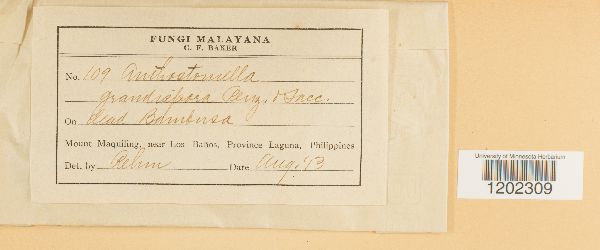 FUNGI MALAYANA
C. F. BAKER
No. 109 Anthostomella
grandispora Penz. & Sacc.
On dead Bambusa
Mount Maquiling, near Los Baños, Province Laguna, Philippines
Det. by Rehm Date Aug, 13
University of Minnesota Herbarium
1202309